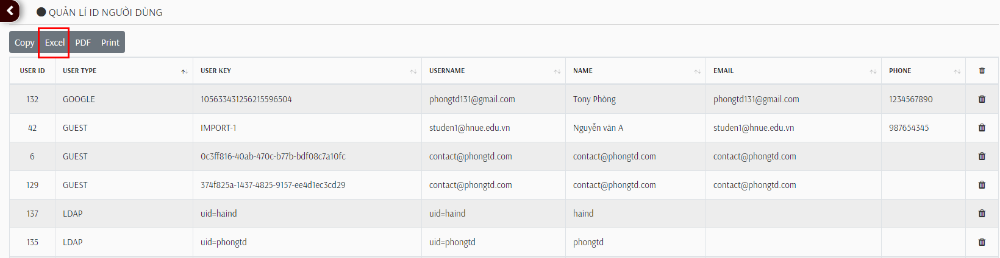 QUẢN LÍ ID NGƯỜI DÙNG
Copy Excel PDF Print
USER ID USER TYPE USER KEY USERNAME NAME EMAIL PHONE
132 GOOGLE 105633431256215596504 phongtd131@gmail.com Tony Phòng phongtd131@gmail.com 1234567890
42 GUEST IMPORT-1 studen1@hnue.edu.vn Nguyễn văn A studen1@hnue.edu.vn 987654345
6 GUEST 0c3ff816-40ab-470c-b77b-bdf08c7a10fc contact@phongtd.com contact@phongtd.com contact@phongtd.com
129 GUEST 374f825a-1437-4825-9157-ee4d1ec3cd29 contact@phongtd.com contact@phongtd.com contact@phongtd.com
137 LDAP uid=haind uid=haind haind
135 LDAP uid=phongtd uid=phongtd phongtd